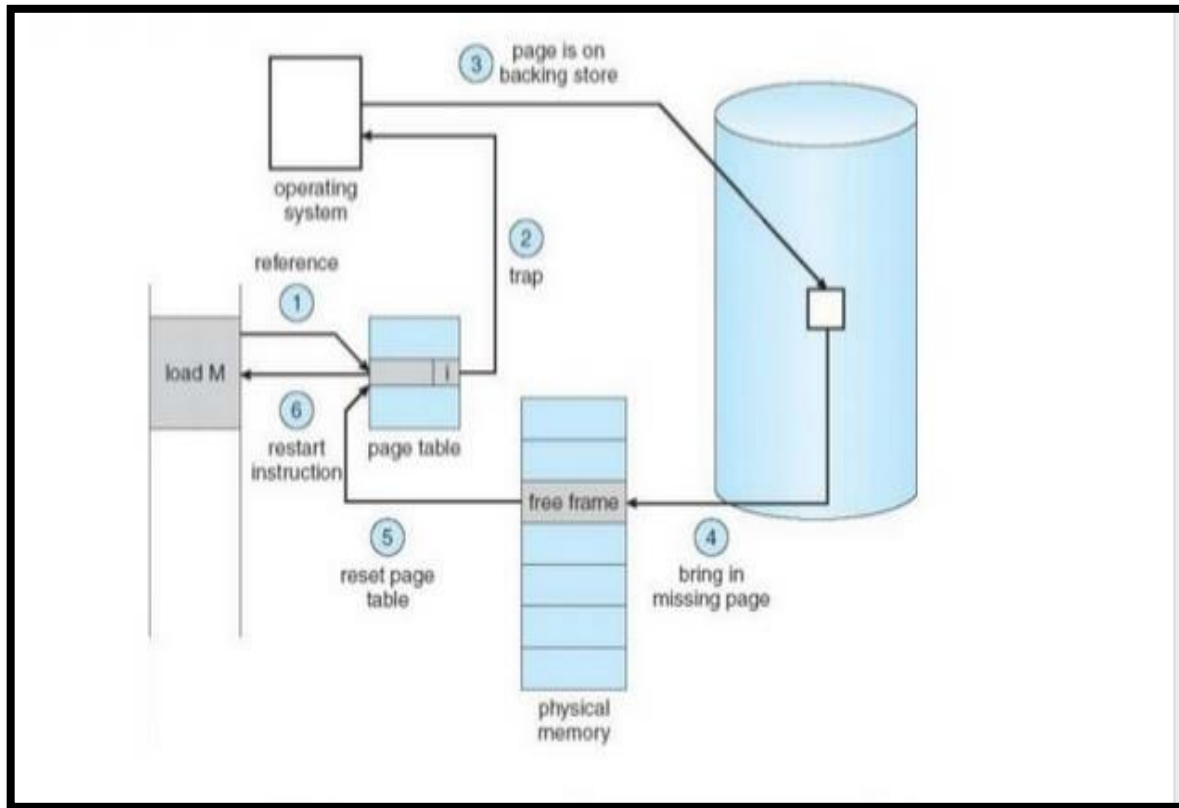 3
page is on
backing store
operating
system
2
trap
reference
1
load M
i
6
restart
instruction
page table
free frame
5
reset page
table
4
bring in
missing page
physical
memory